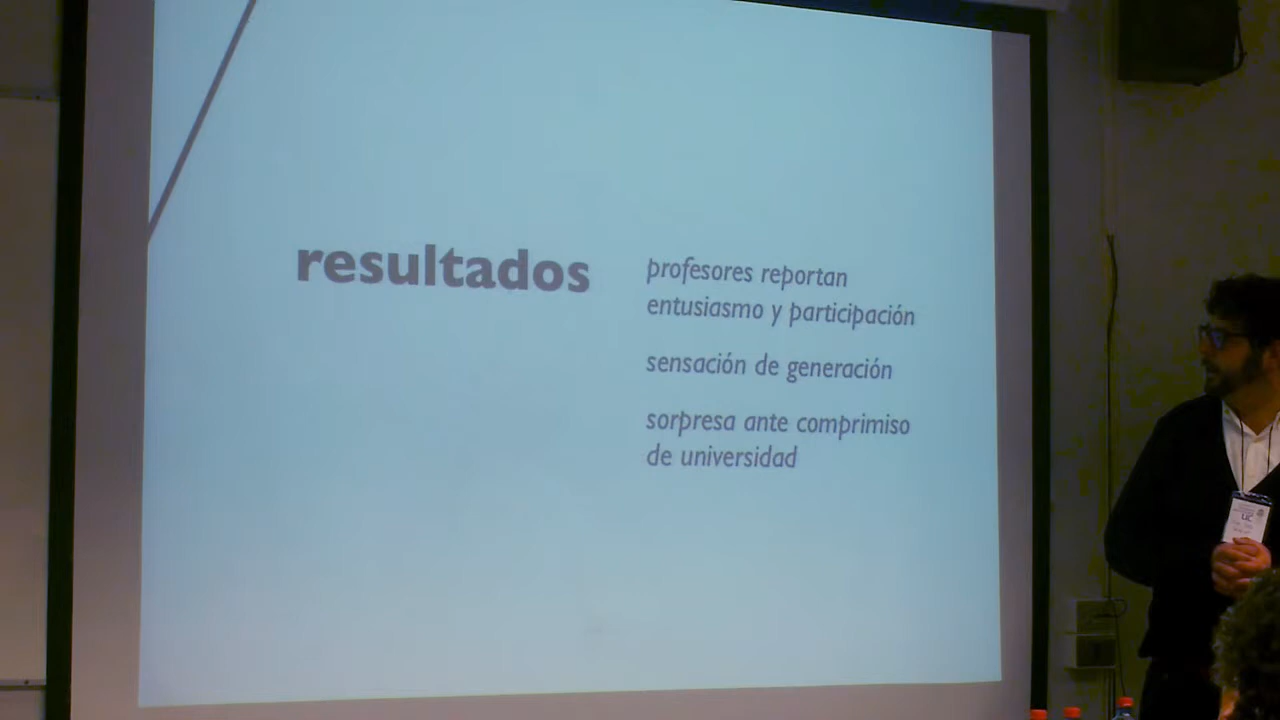 resultados
profesores reportan
entusiasmo y participación
sensación de generación
sorpresa ante comprimiso
de universidad